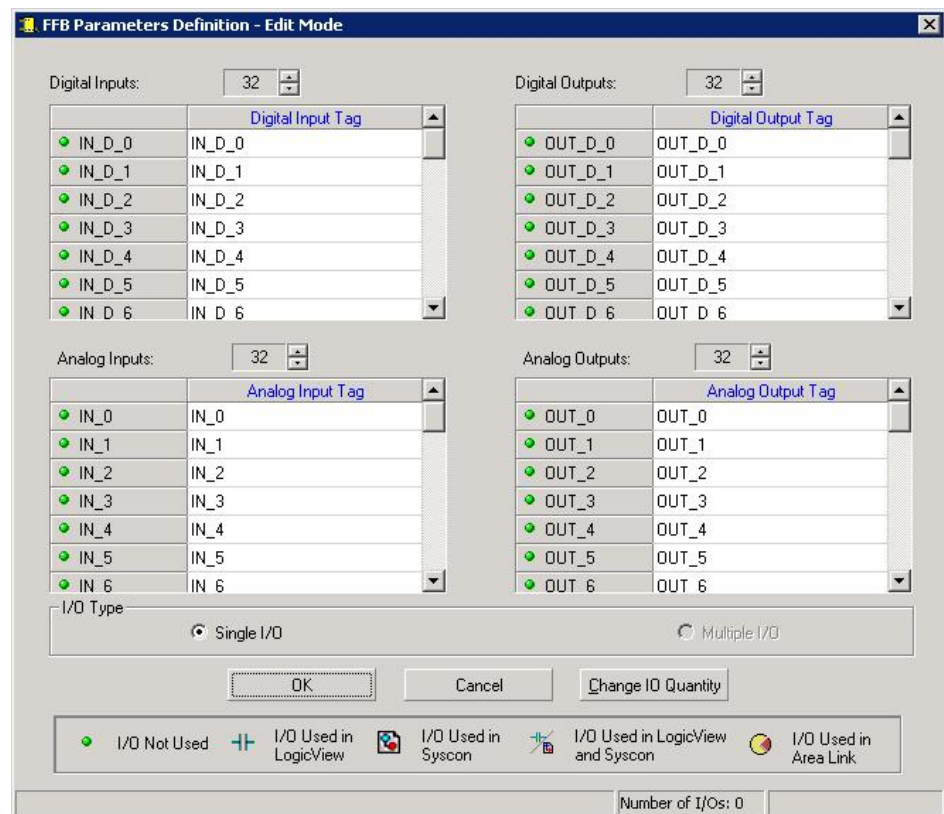 FFB Parameters Definition - Edit Mode
Digital Inputs: 32
Digital Outputs: 32
Digital Input Tag
IN_D_0 IN_D_0
IN_D_1 IN_D_1
IN_D_2 IN_D_2
IN_D_3 IN_D_3
IN_D_4 IN_D_4
IN_D_5 IN_D_5
IN_D_6 IN_D_6
Digital Output Tag
OUT_D_0 OUT_D_0
OUT_D_1 OUT_D_1
OUT_D_2 OUT_D_2
OUT_D_3 OUT_D_3
OUT_D_4 OUT_D_4
OUT_D_5 OUT_D_5
OUT_D_6 OUT_D_6
Analog Inputs: 32
Analog Outputs: 32
Analog Input Tag
IN_0 IN_0
IN_1 IN_1
IN_2 IN_2
IN_3 IN_3
IN_4 IN_4
IN_5 IN_5
IN_6 IN_6
Analog Output Tag
OUT_0 OUT_0
OUT_1 OUT_1
OUT_2 OUT_2
OUT_3 OUT_3
OUT_4 OUT_4
OUT_5 OUT_5
OUT_6 OUT_6
I/O Type
Single I/O
Multiple I/O
OK
Cancel
Change IO Quantity
I/O Not Used
I/O Used in
LogicView
I/O Used in
Syscon
I/O Used in LogicView
and Syscon
I/O Used in
Area Link
Number of I/Os: 0